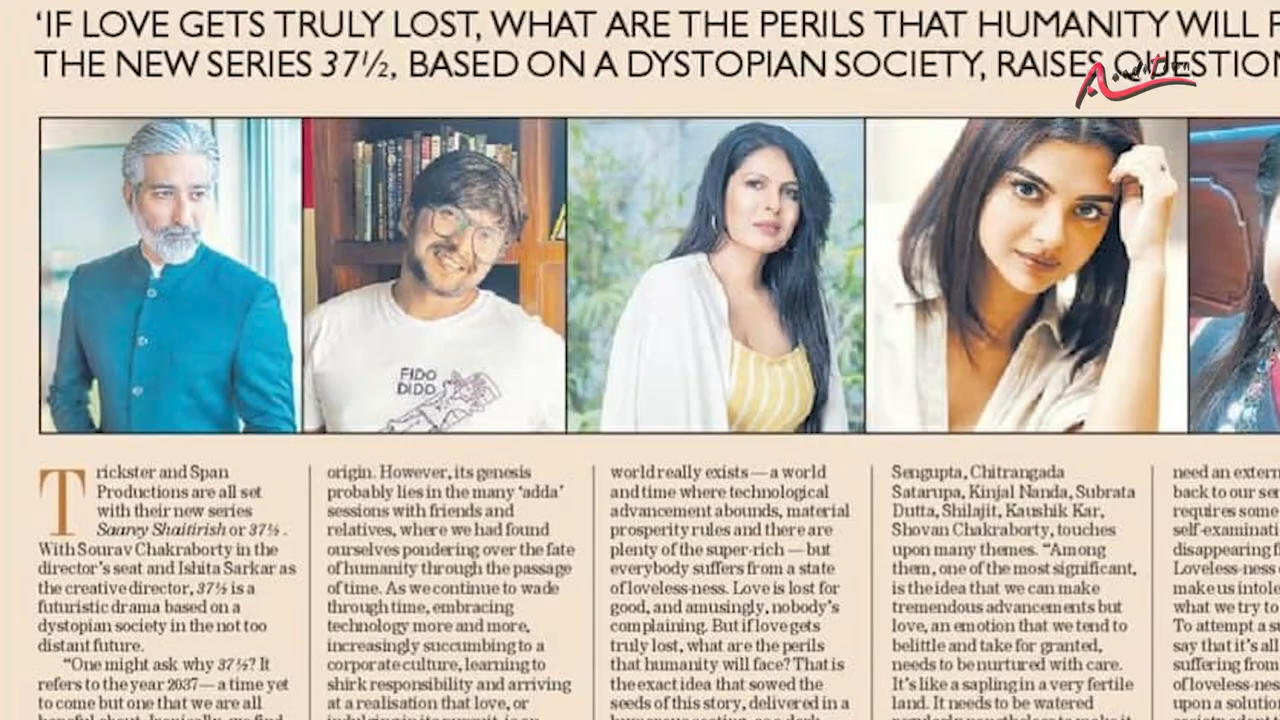 ‘IF LOVE GETS TRULY LOST, WHAT ARE THE PERILS THAT HUMANITY WILL
THE NEW SERIES 37½, BASED ON A DYSTOPIAN SOCIETY, RAISES QUESTION
FIDO
DIDO
Trickster and Span
Productions are all set
with their new series
Saarey Shaitirish or 37½.
With Sourav Chakraborty in the
director’s seat and Ishita Sarkar as
the creative director, 37½ is a
futuristic drama based on a
dystopian society in the not too
distant future.
“One might ask why 37½? It
refers to the year 2037 — a time yet
to come but one that we are all
origin. However, its genesis
probably lies in the many ‘adda’
sessions with friends and
relatives, where we had found
ourselves pondering over the fate
of humanity through the passage
of time. As we continue to wade
through time, embracing
technology more and more,
increasingly succumbing to a
corporate culture, learning to
shirk responsibility and arriving
at a realisation that love, or
world really exists — a world
and time where technological
advancement abounds, material
prosperity rules and there are
plenty of the super-rich — but
everybody suffers from a state
of loveless-ness. Love is lost for
good, and amusingly, nobody’s
complaining. But if love gets
truly lost, what are the perils
that humanity will face? That is
the exact idea that sowed the
seeds of this story, delivered in a
Sengupta, Chitrangada
Satarupa, Kinjal Nanda, Subrata
Dutta, Shilajit, Kaushik Kar,
Shovan Chakraborty, touches
upon many themes. “Among
them, one of the most significant,
is the idea that we can make
tremendous advancements but
love, an emotion that we tend to
belittle and take for granted,
needs to be nurtured with care.
It’s like a sapling in a very fertile
land. It needs to be watered
need an extern
back to our se
requires some
self-examinati
disappearing f
Loveless-ness
make us intole
what we try to
To attempt a su
say that it’s all
suffering from
of loveless-nes
upon a solution